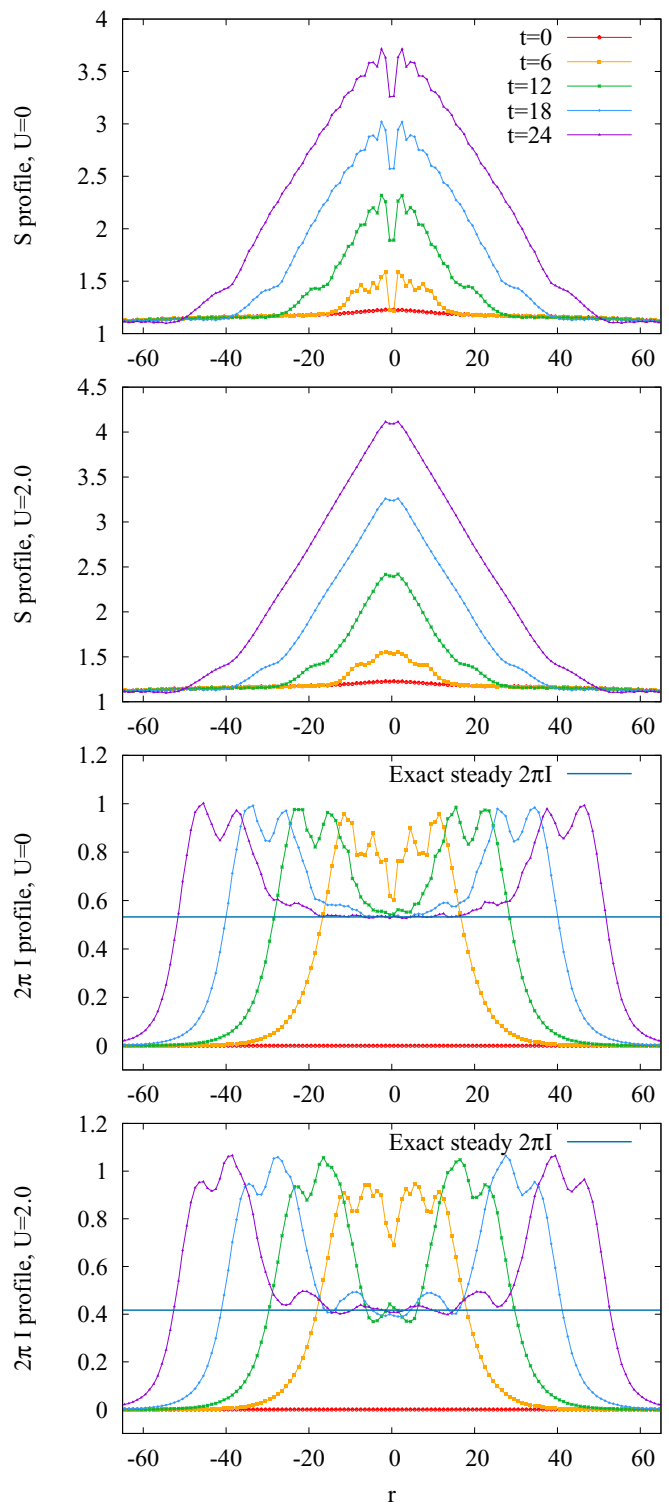 S profile, U=0
4
3.5
3
2.5
2
1.5
1
t=0
t=6
t=12
t=18
t=24
-60 -40 -20 0 20 40 60
S profile, U=2.0
4.5
4
3.5
3
2.5
2
1.5
1
-60 -40 -20 0 20 40 60
2π I profile, U=0
1.2
1
0.8
0.6
0.4
0.2
0
Exact steady 2πI
-60 -40 -20 0 20 40 60
2π I profile, U=2.0
1.2
1
0.8
0.6
0.4
0.2
0
Exact steady 2πI
-60 -40 -20 0 20 40 60
r